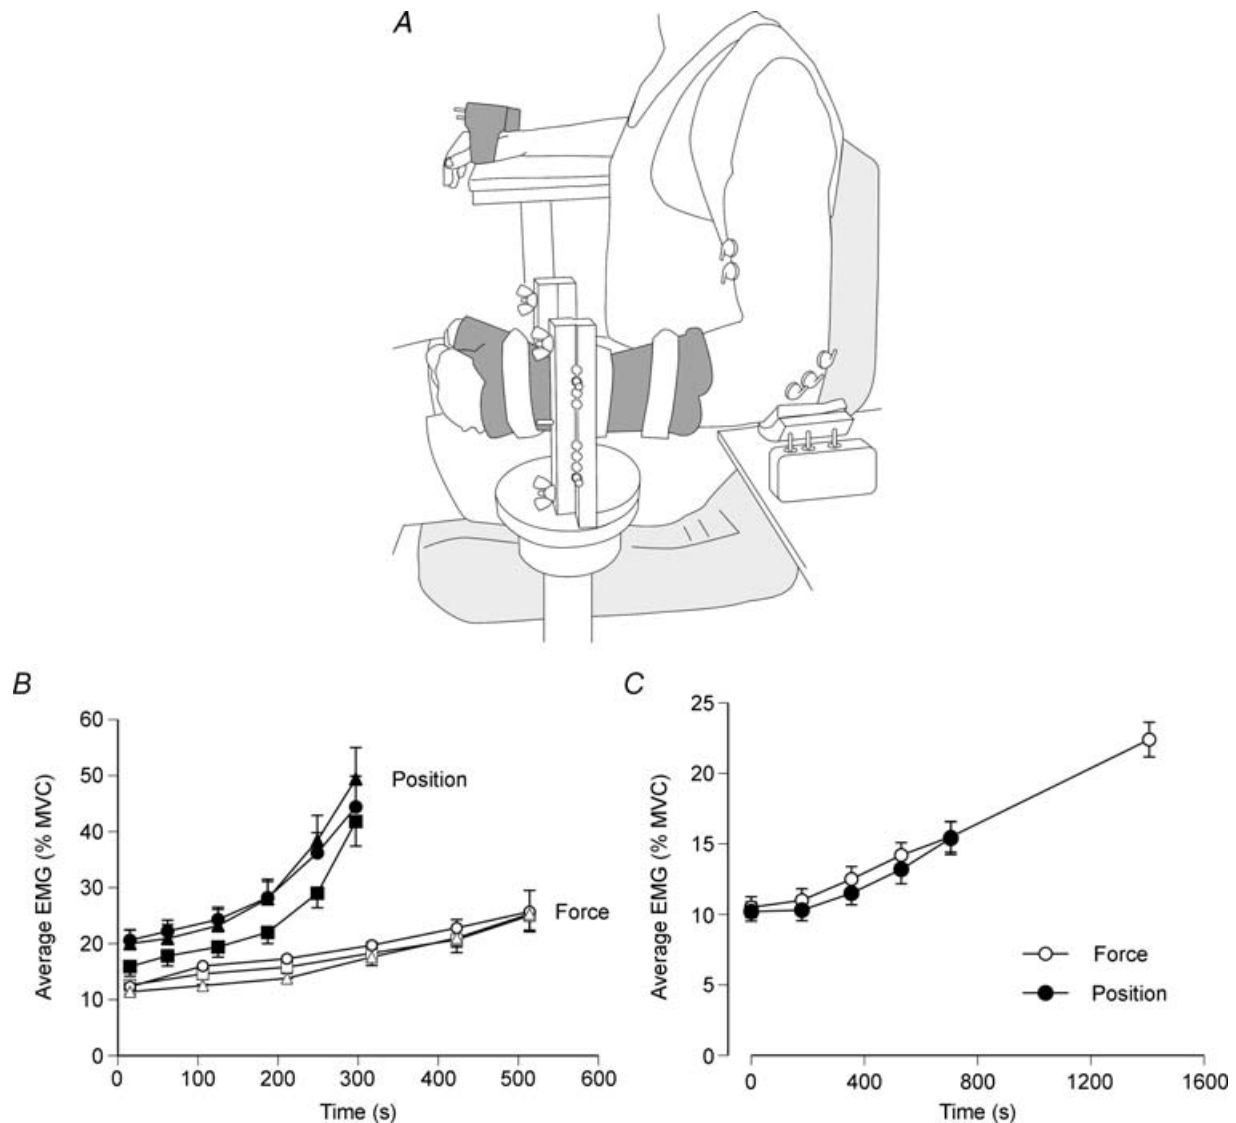 A
B
60
50
40
30
20
10
0
Average EMG (% MVC)
Position
Force
0 100 200 300 400 500 600
Time (s)
C
25
20
15
10
5
0
Average EMG (% MVC)
Force
Position
0 400 800 1200 1600
Time (s)